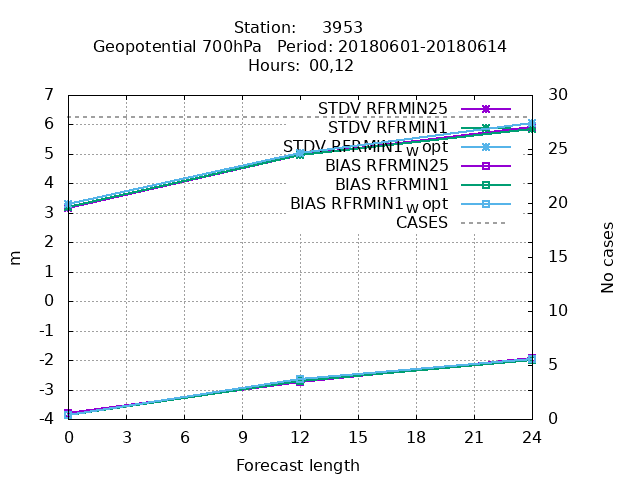 Station: 3953
Geopotential 700hPa Period: 20180601-20180614
Hours: 00,12
7 30
STDV RFRMIN25
6 STDV RFRMIN1
25
5 STDV RFRMIN1_w opt
BIAS RFRMIN25
4 BIAS RFRMIN1
20
3 BIAS RFRMIN1_w opt
CASES
2
15
1
0
10
-1
-2
5
-3
-4 0
m
No cases
0 3 6 9 12 15 18 21 24
Forecast length